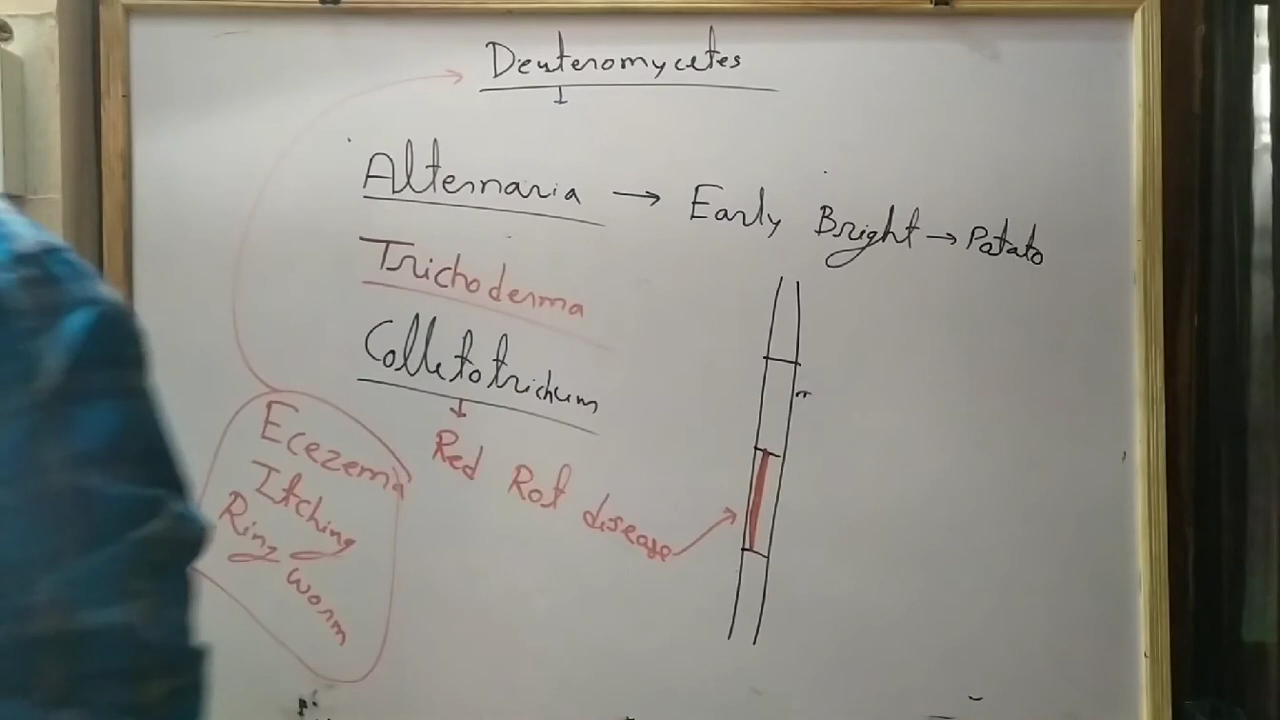 Deuteromycetes
Alternaria → Early Bright → Potato
Trichoderma
Colletotrichum
Red Rot disease
Ecezema
Itching
Ring
worm